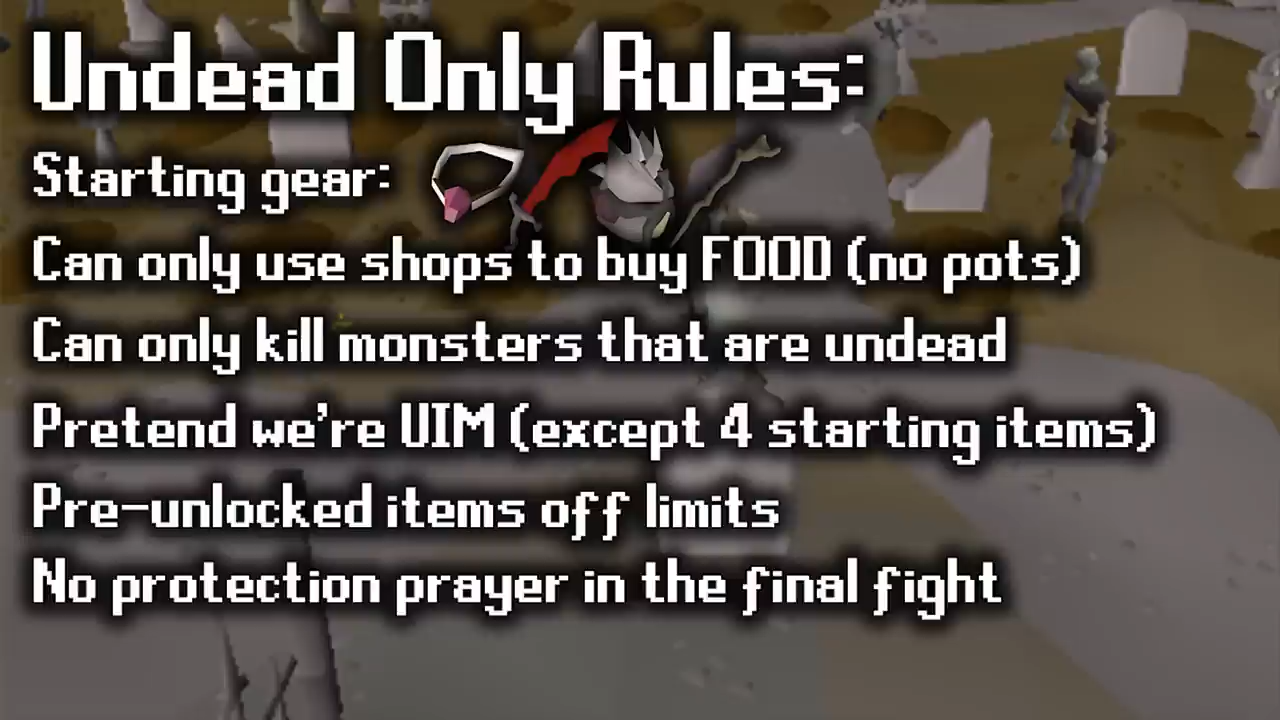 Undead Only Rules:
Starting gear:
Can only use shops to buy FOOD (no pots)
Can only kill monsters that are undead
Pretend we're UIM (except 4 starting items)
Pre-unlocked items off limits
No protection prayer in the final fight